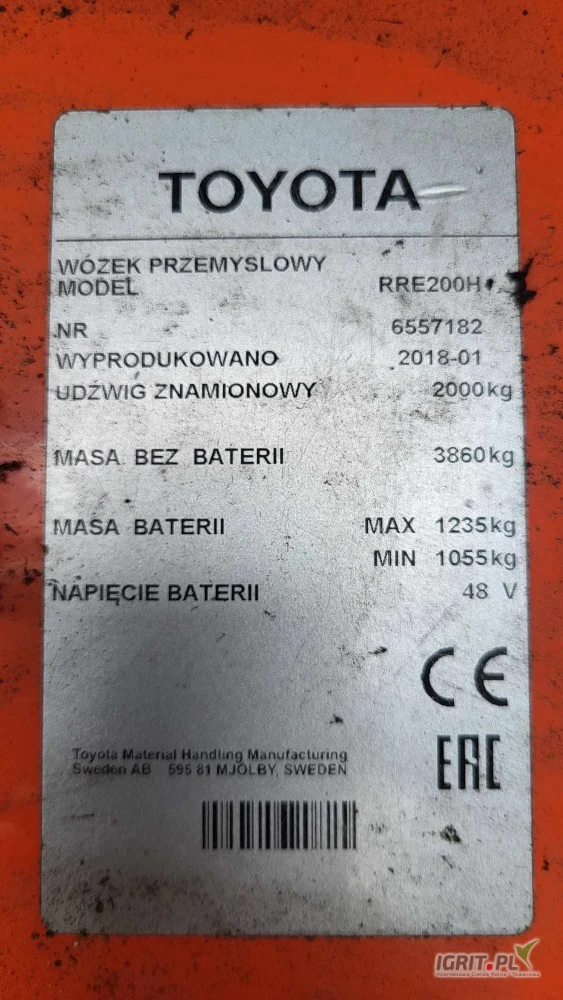 TOYOTA
WÓZEK PRZEMYSLOWY
MODEL RRE200H
NR 6557182
WYPRODUKOWANO 2018-01
UDŹWIG ZNAMIONOWY 2000kg
MASA BEZ BATERII 3860kg
MASA BATERII MAX 1235kg
MIN 1055kg
NAPIĘCIE BATERII 48 V
CE
EAC
Toyota Material Handling Manufacturing
Sweden AB 595 81 MJOLBY, SWEDEN
IGRIT.PL